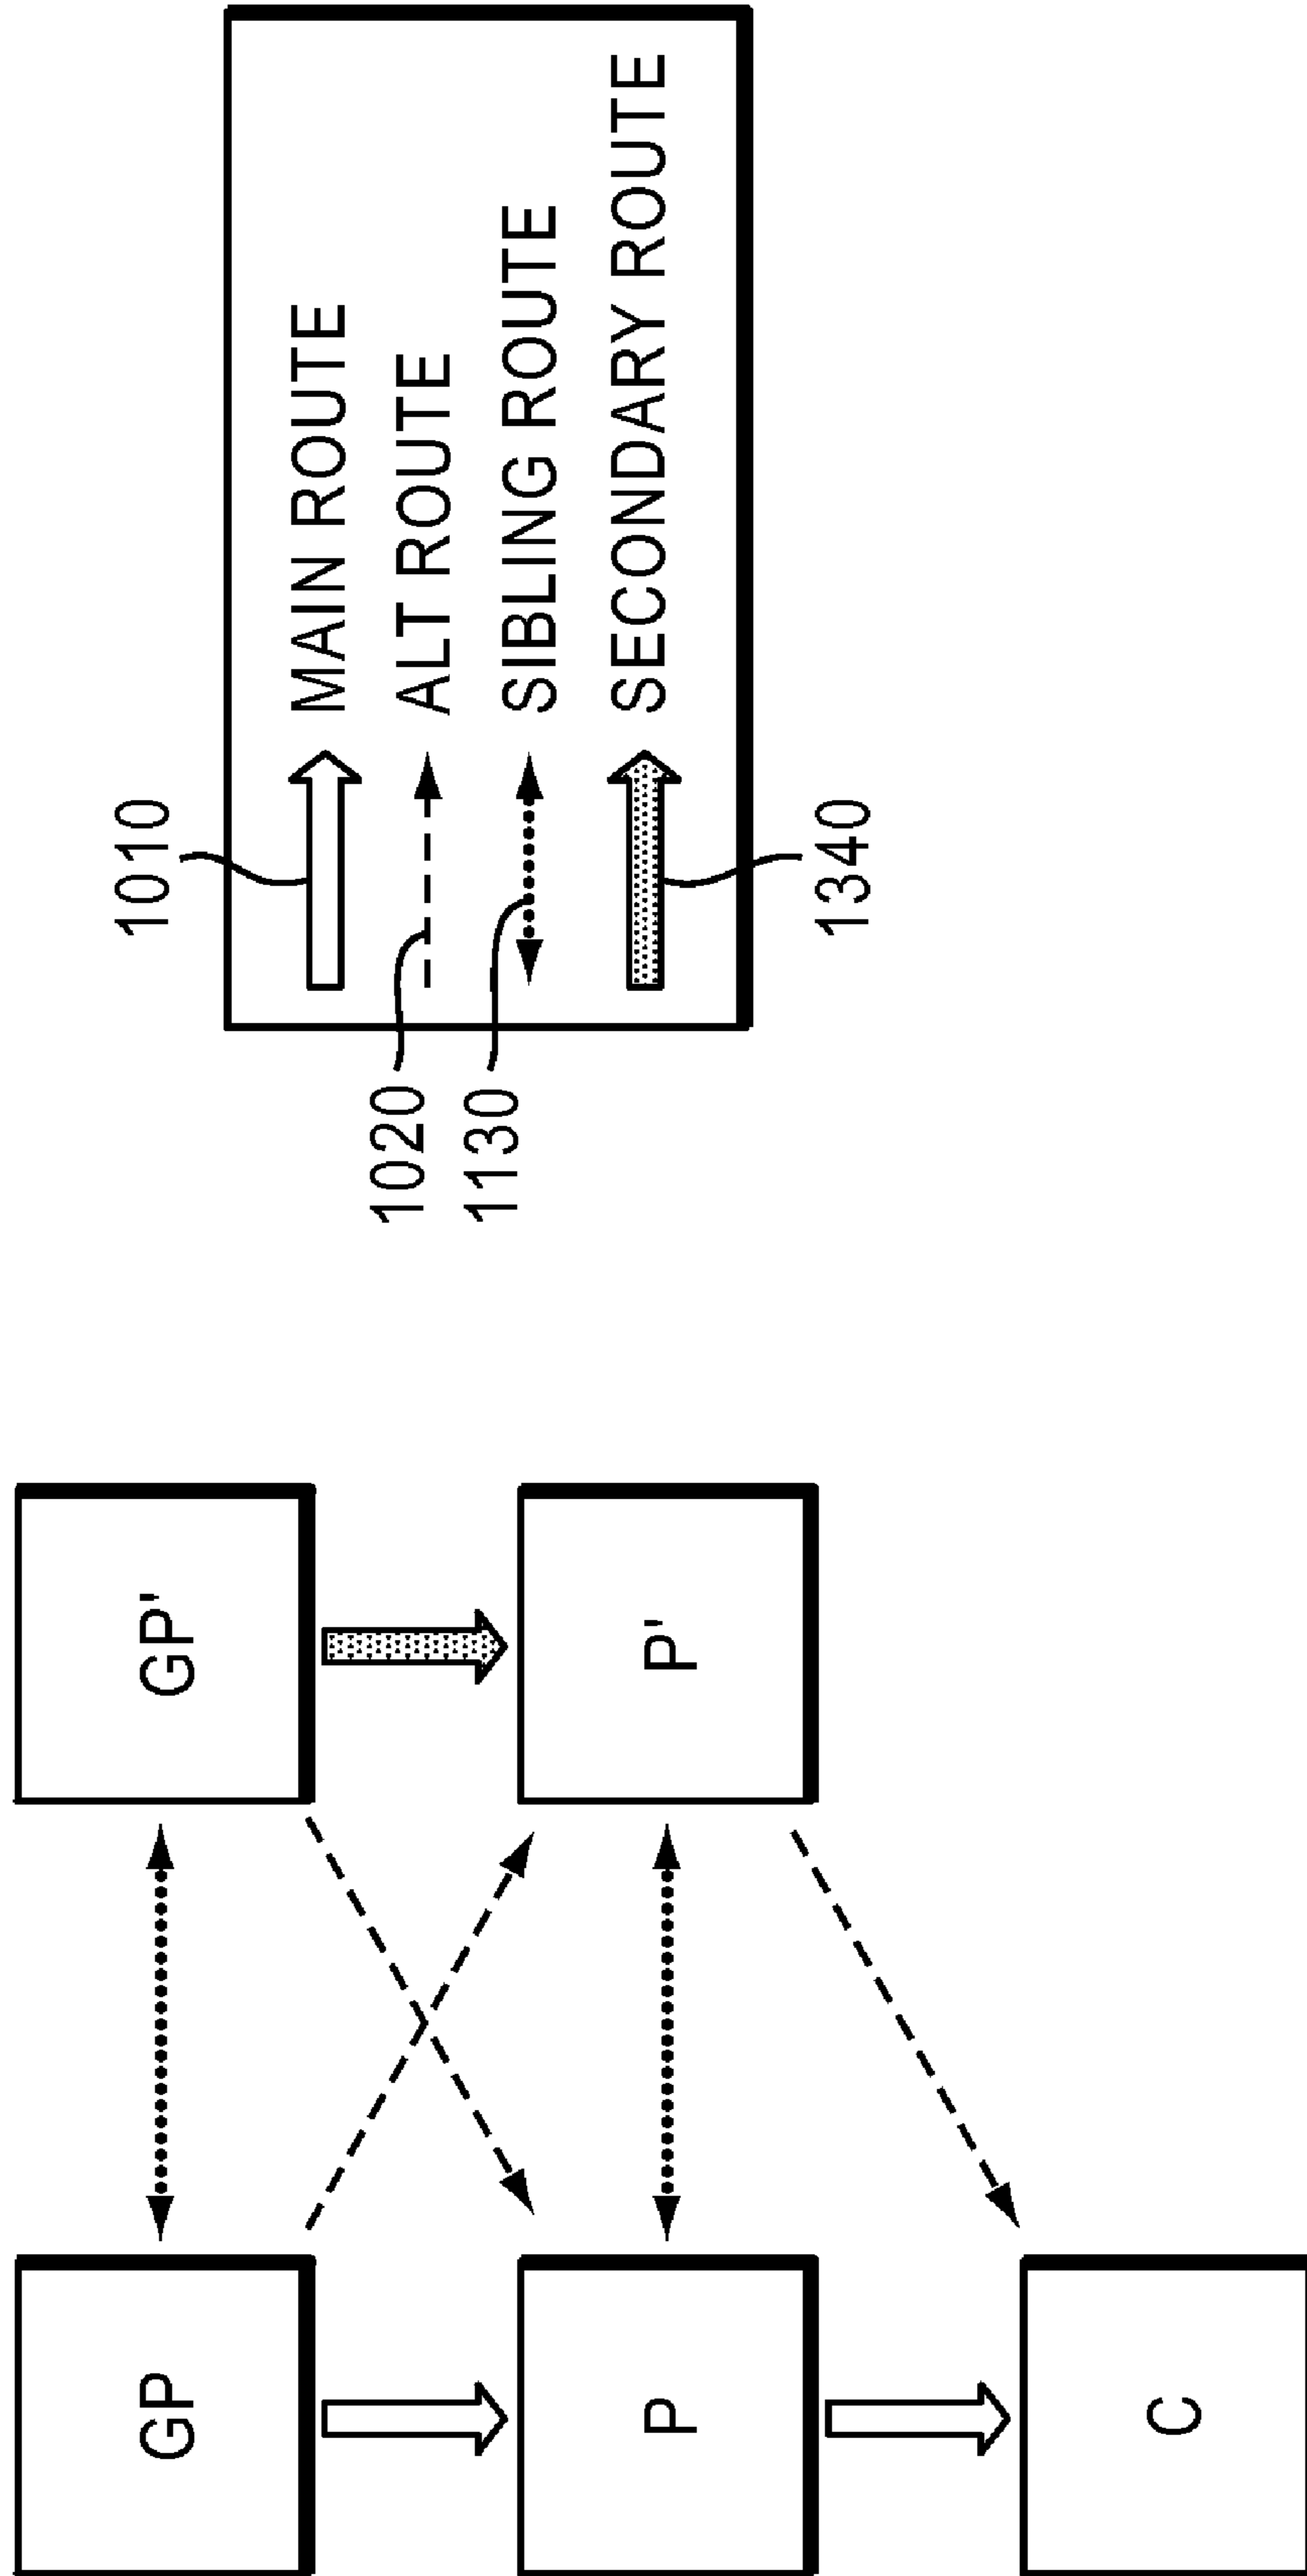 GP
GP'
P
P'
C
1010
MAIN ROUTE
1020
ALT ROUTE
1130
SIBLING ROUTE
SECONDARY ROUTE
1340